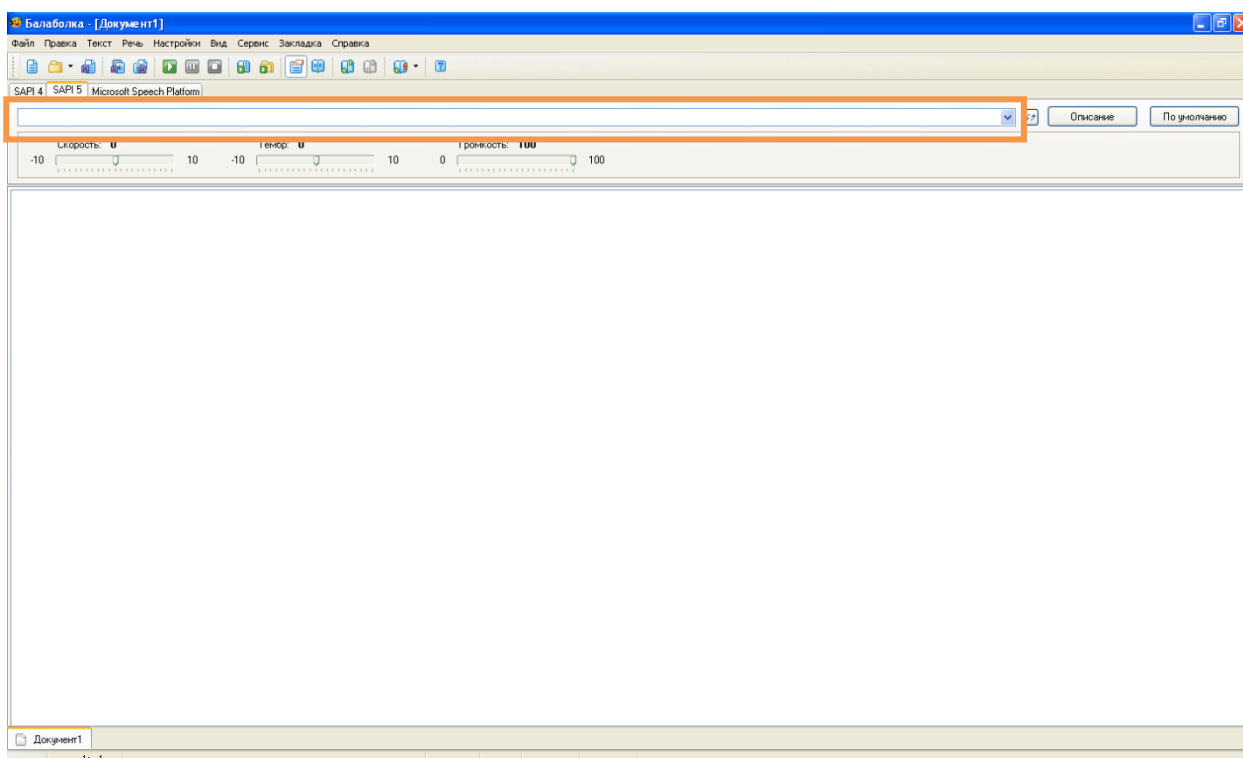 Балаболка - [Документ1]
Файл Правка Текст Речь Настройки Вид Сервис Закладка Справка
SAPI 4 SAPI 5 Microsoft Speech Platform
Описание По умолчанию
Скорость: 0 Тембр: 0 Громкость: 100
-10 10 -10 10 0 100
Документ1